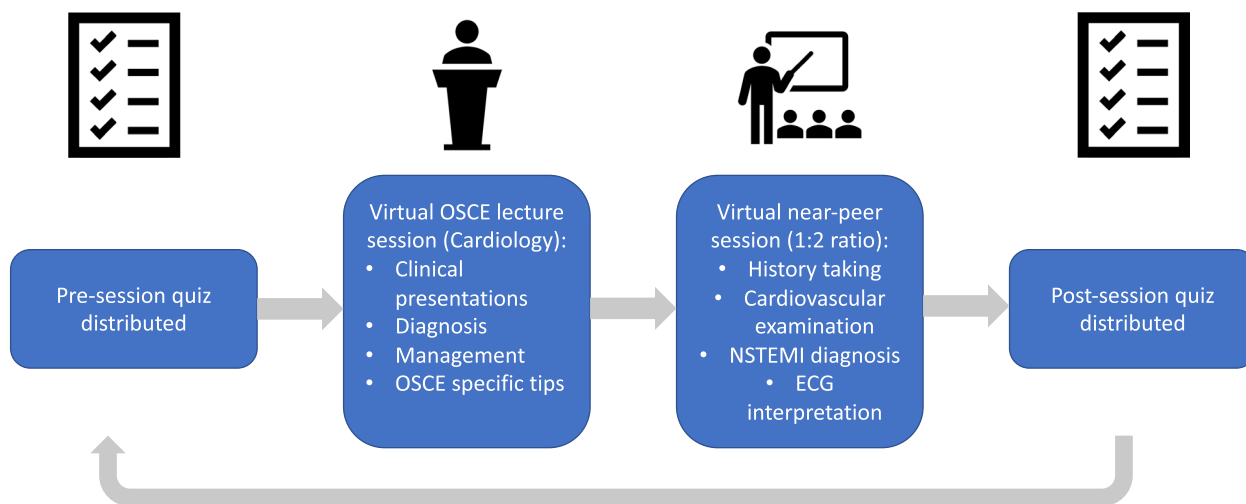 Pre-session quiz
distributed
Virtual OSCE lecture
session (Cardiology):
• Clinical
presentations
• Diagnosis
• Management
• OSCE specific tips
Virtual near-peer
session (1:2 ratio):
• History taking
• Cardiovascular
examination
• NSTEMI diagnosis
• ECG
interpretation
Post-session quiz
distributed